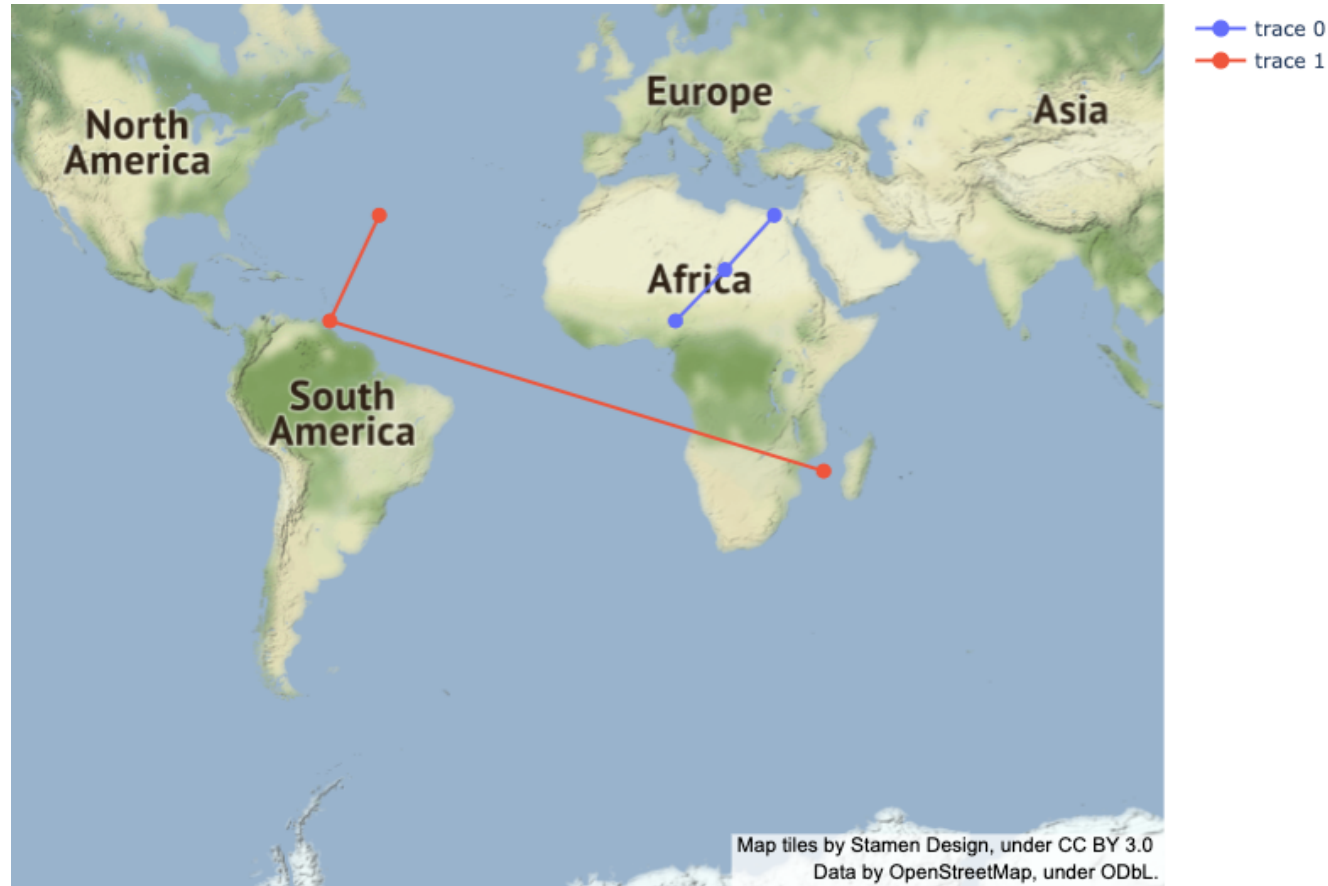 North
America
Europe
Asia
Africa
South
America
trace 0
trace 1
Map tiles by Stamen Design, under CC BY 3.0
Data by OpenStreetMap, under ODbL.